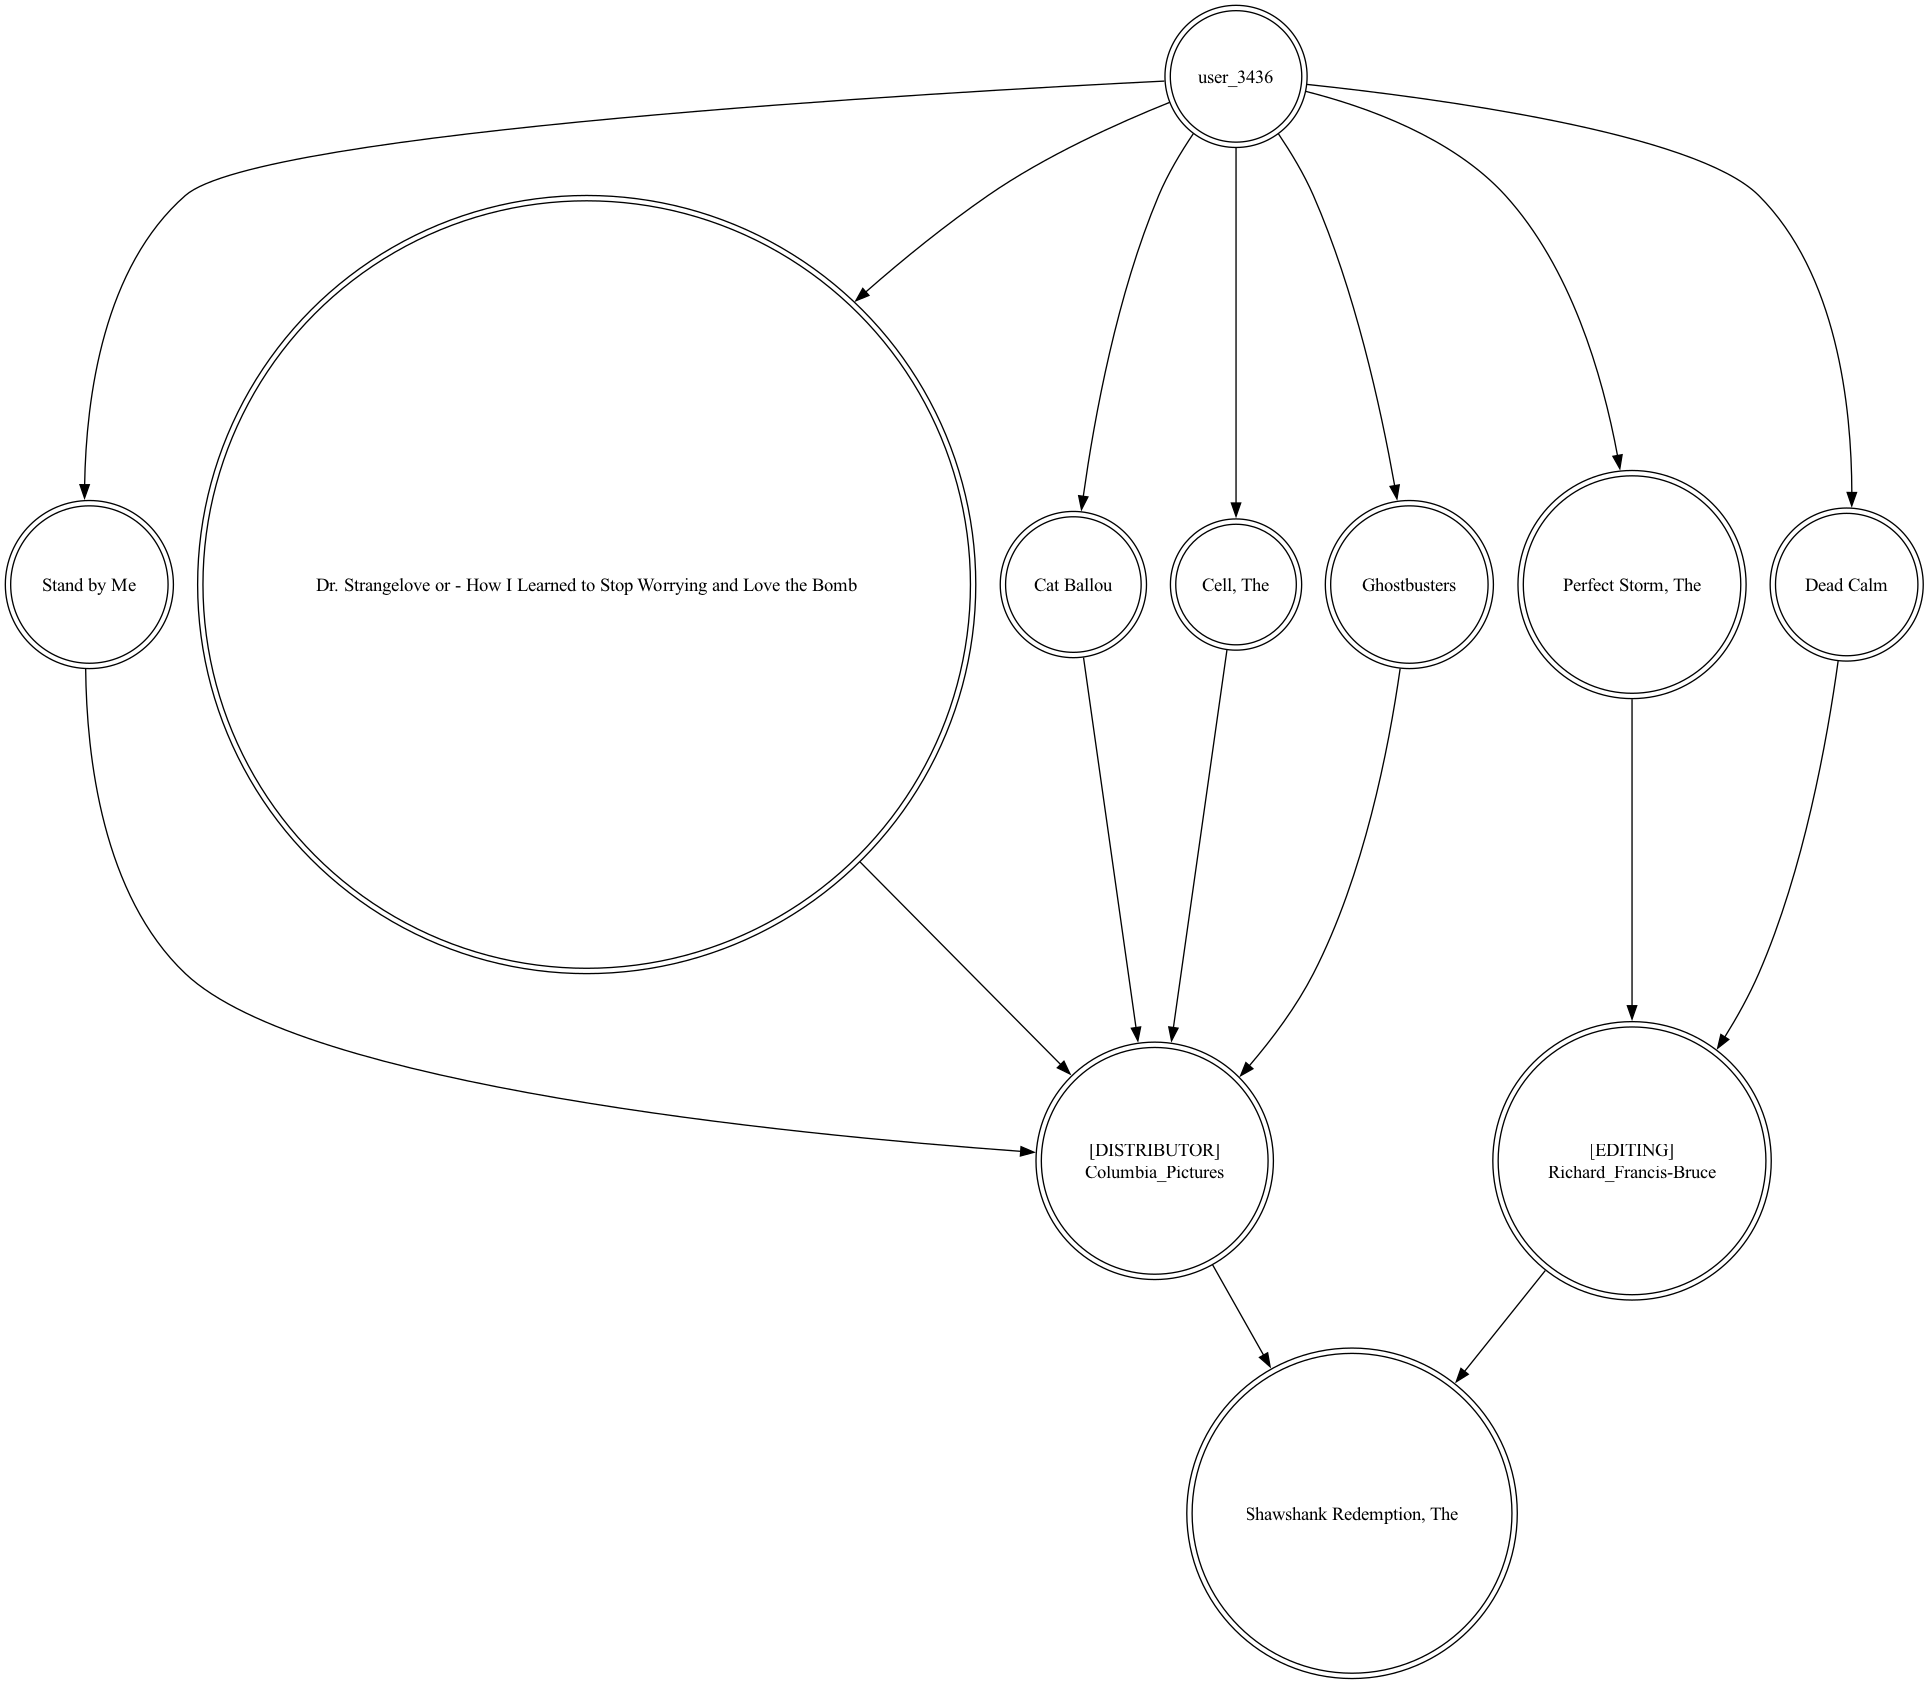 user_3436
Stand by Me
Dr. Strangelove or - How I Learned to Stop Worrying and Love the Bomb
Cat Ballou
Cell, The
Ghostbusters
Perfect Storm, The
Dead Calm
[DISTRIBUTOR]
Columbia_Pictures
[EDITING]
Richard_Francis-Bruce
Shawshank Redemption, The